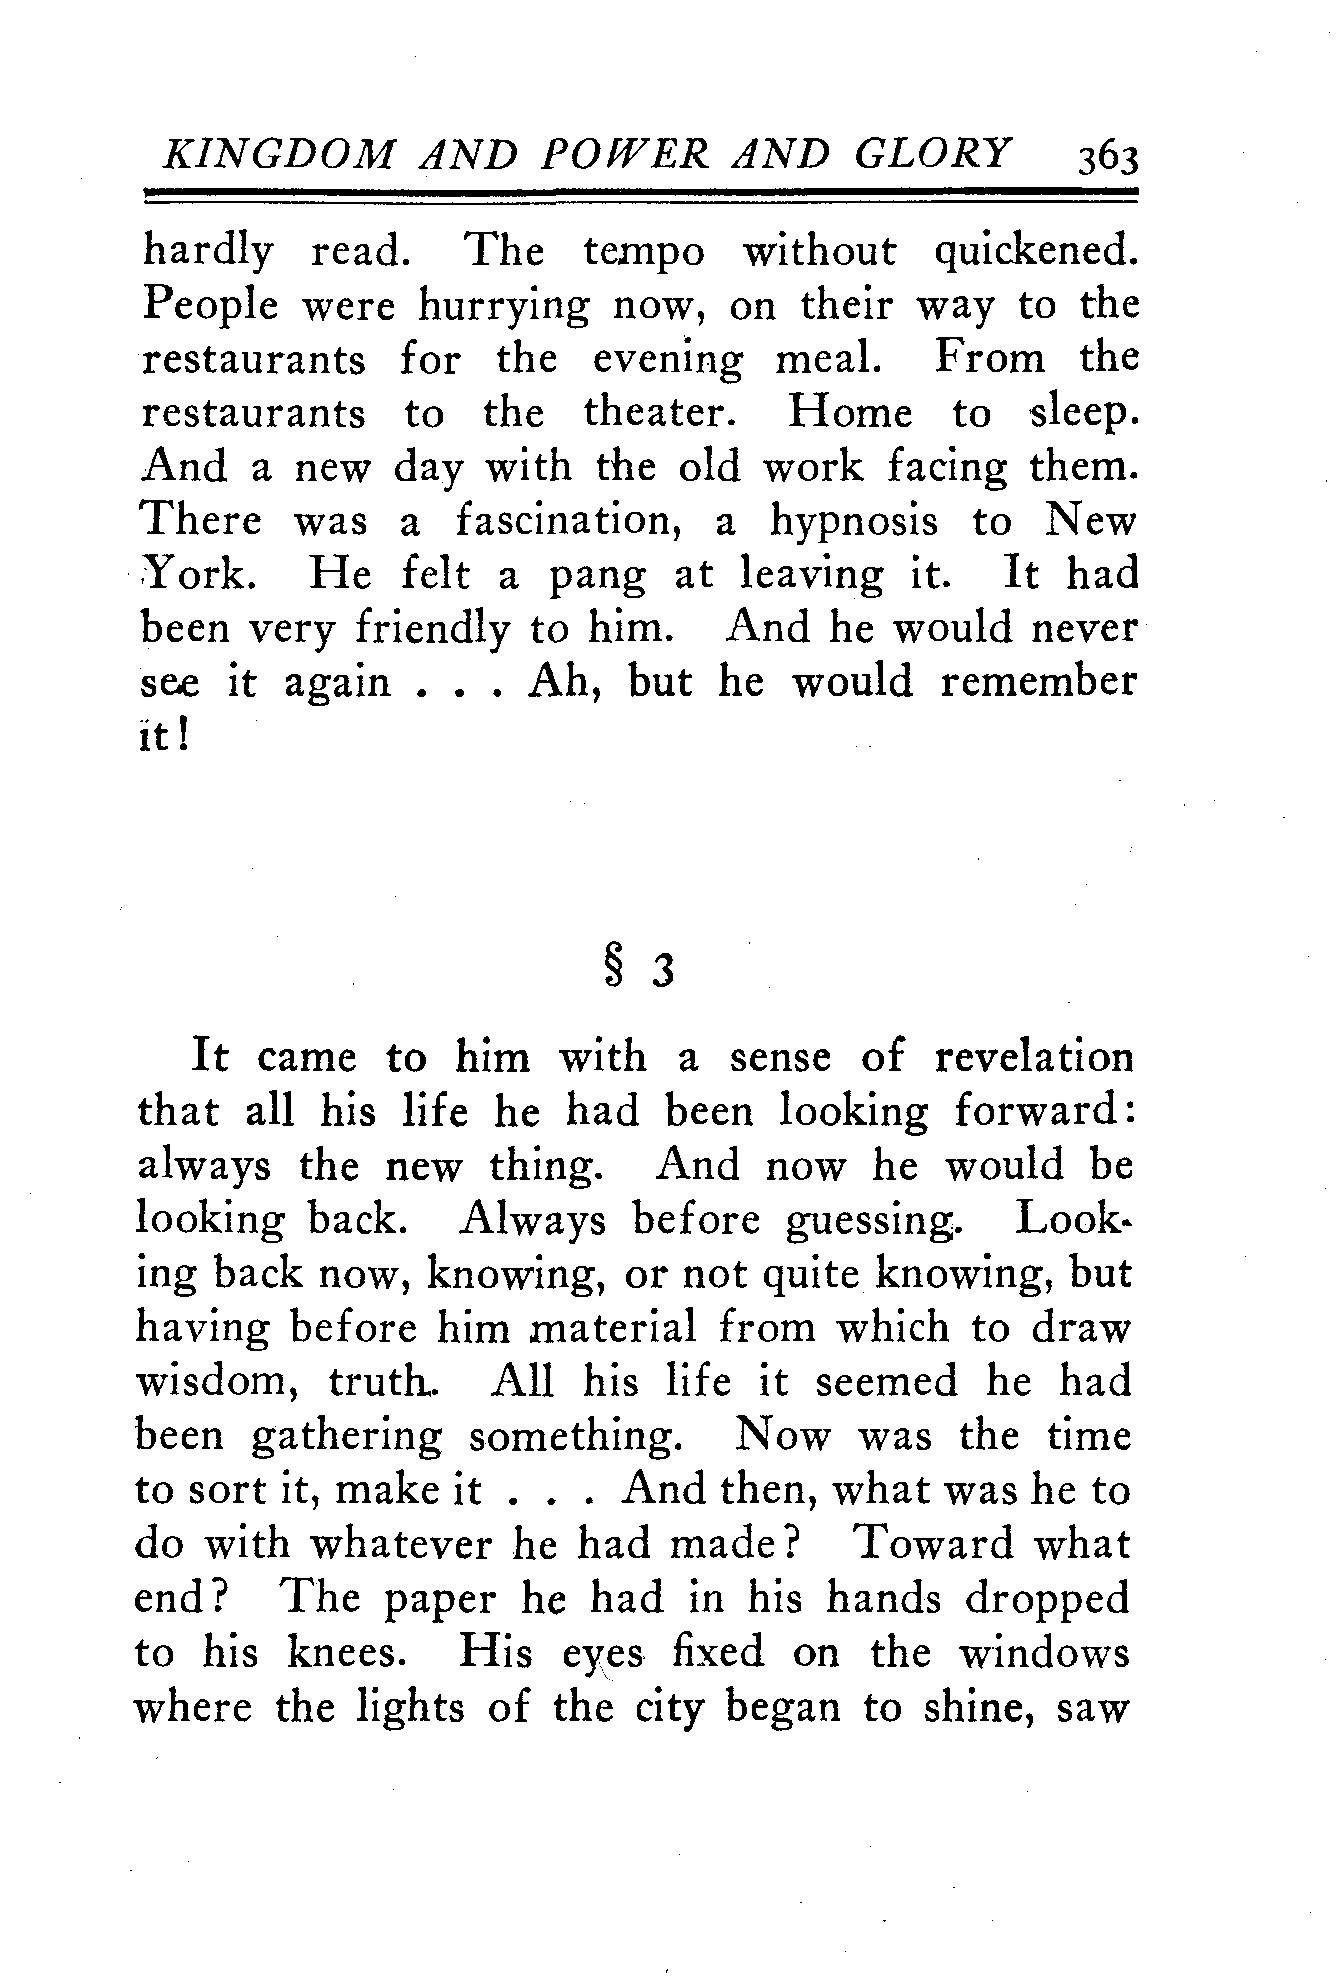 KINGDOM AND POWER AND GLORY 363
hardly read. The tempo without quickened.
People were hurrying now, on their way to the
restaurants for the evening meal. From the
restaurants to the theater. Home to sleep.
And a new day with the old work facing them.
There was a fascination, a hypnosis to New
York. He felt a pang at leaving it. It had
been very friendly to him. And he would never
see it again . . . Ah, but he would remember
it!
§ 3
It came to him with a sense of revelation
that all his life he had been looking forward:
always the new thing. And now he would be
looking back. Always before guessing. Look-
ing back now, knowing, or not quite knowing, but
having before him material from which to draw
wisdom, truth. All his life it seemed he had
been gathering something. Now was the time
to sort it, make it . . . And then, what was he to
do with whatever he had made? Toward what
end? The paper he had in his hands dropped
to his knees. His eyes fixed on the windows
where the lights of the city began to shine, saw